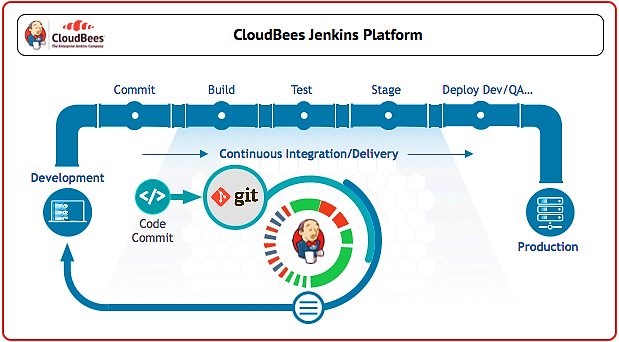 CloudBees
The Enterprise Jenkins Company
CloudBees Jenkins Platform
Commit
Build
Test
Stage
Deploy Dev/QA...
Continuous Integration/Delivery
Development
</>
git
Code
Commit
Production